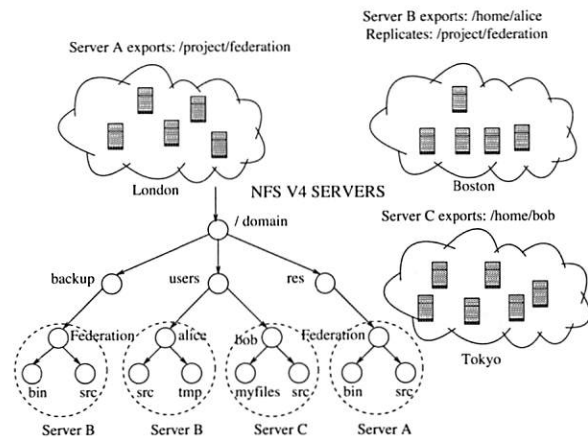 Server A exports: /project/federation
Server B exports: /home/alice
Replicates: /project/federation
London
Boston
NFS V4 SERVERS
Server C exports: /home/bob
/ domain
backup
users
res
Tokyo
Federation
alice
bob
Federation
bin
src
src
tmp
myfiles
src
bin
src
Server B
Server B
Server C
Server A